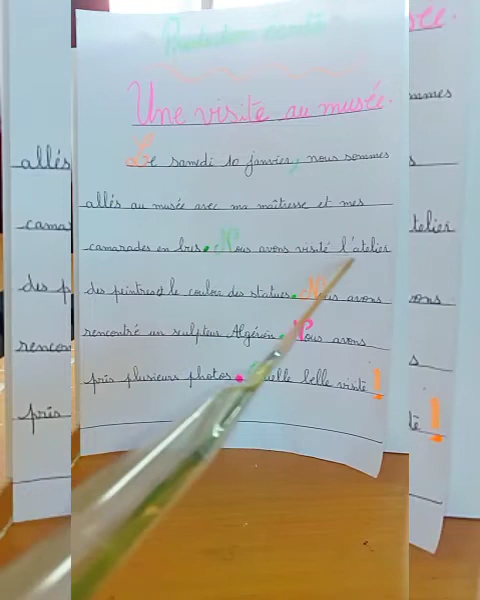 Production écrite
Une visite au musée.
Le samedi 10 janvier, nous sommes
allés au musée avec ma maîtresse et mes
camarades en bus. Nous avons visité l'atelier
des peintres et le couloir des statues. Nous avons
rencontré un sculpteur Algérien. Nous avons
pris plusieurs photos. Quelle belle visite !